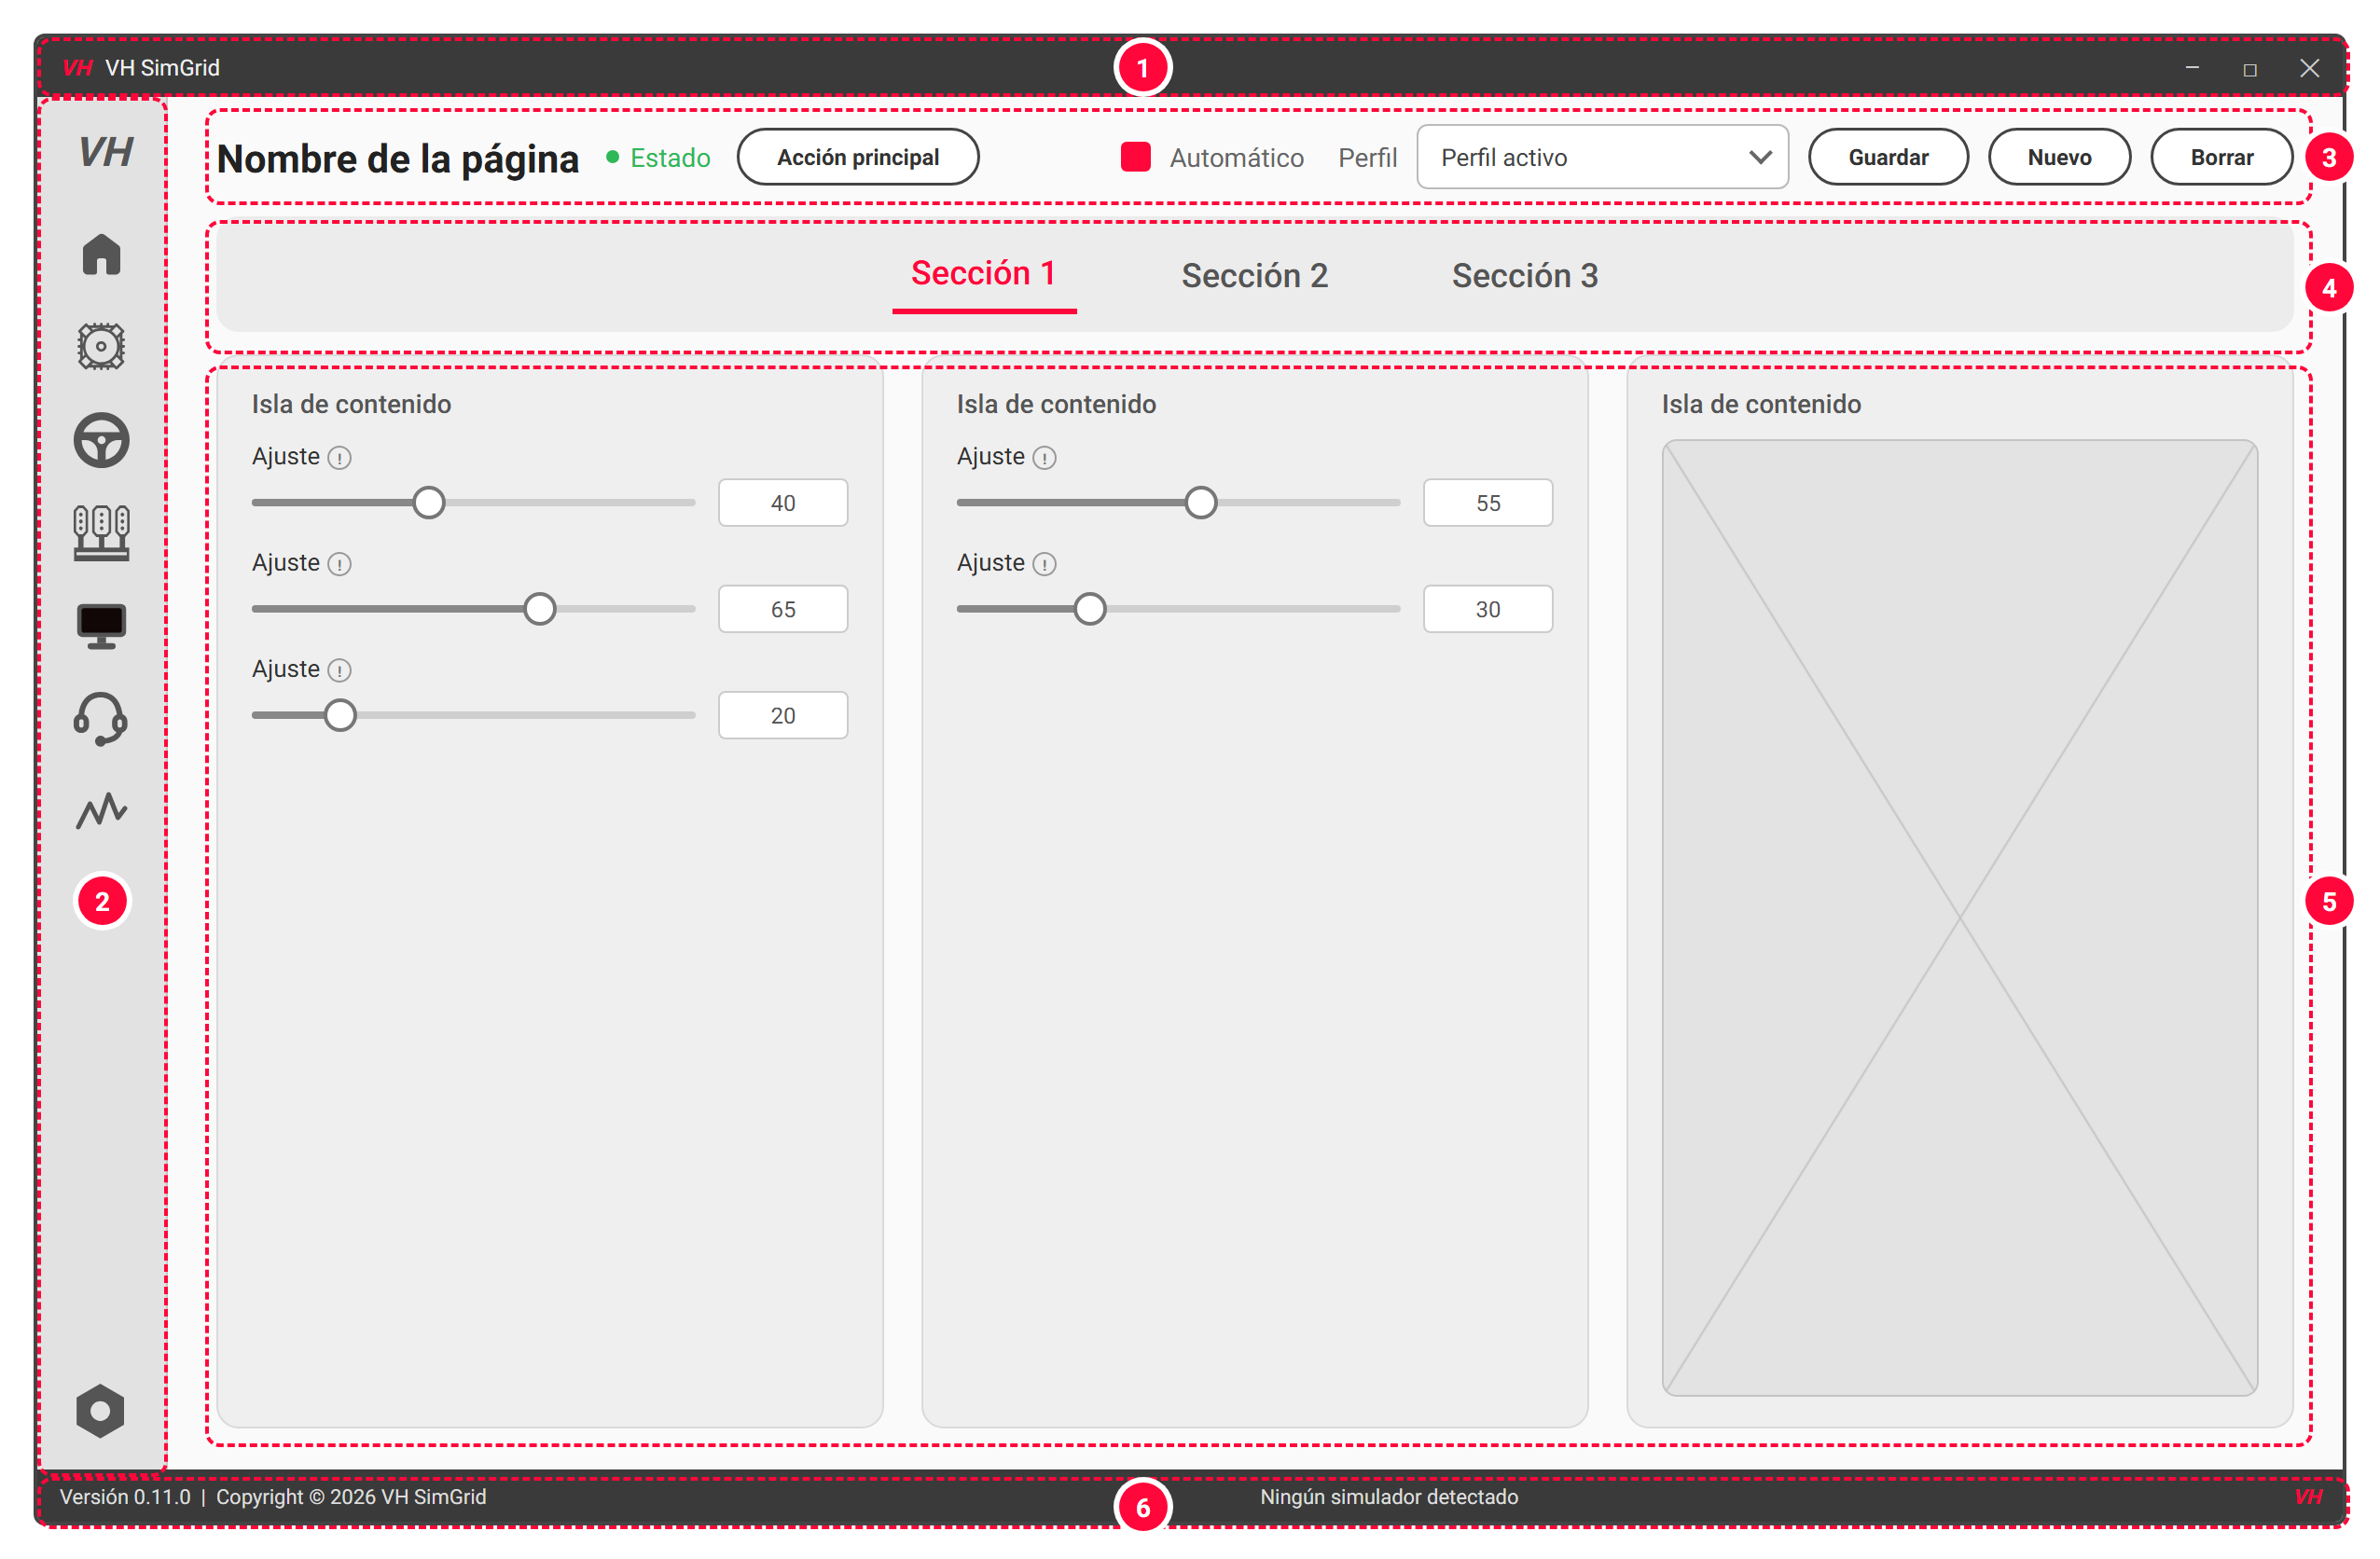 VH VH SimGrid
1
VH
Nombre de la página
Estado
Acción principal
Automático
Perfil
Perfil activo
Guardar
Nuevo
Borrar
3
Sección 1
Sección 2
Sección 3
4
Isla de contenido
Ajuste !
40
Ajuste !
65
Ajuste !
20
Isla de contenido
Ajuste !
55
Ajuste !
30
Isla de contenido
2
5
Versión 0.11.0 | Copyright © 2026 VH SimGrid
6
Ningún simulador detectado
VH